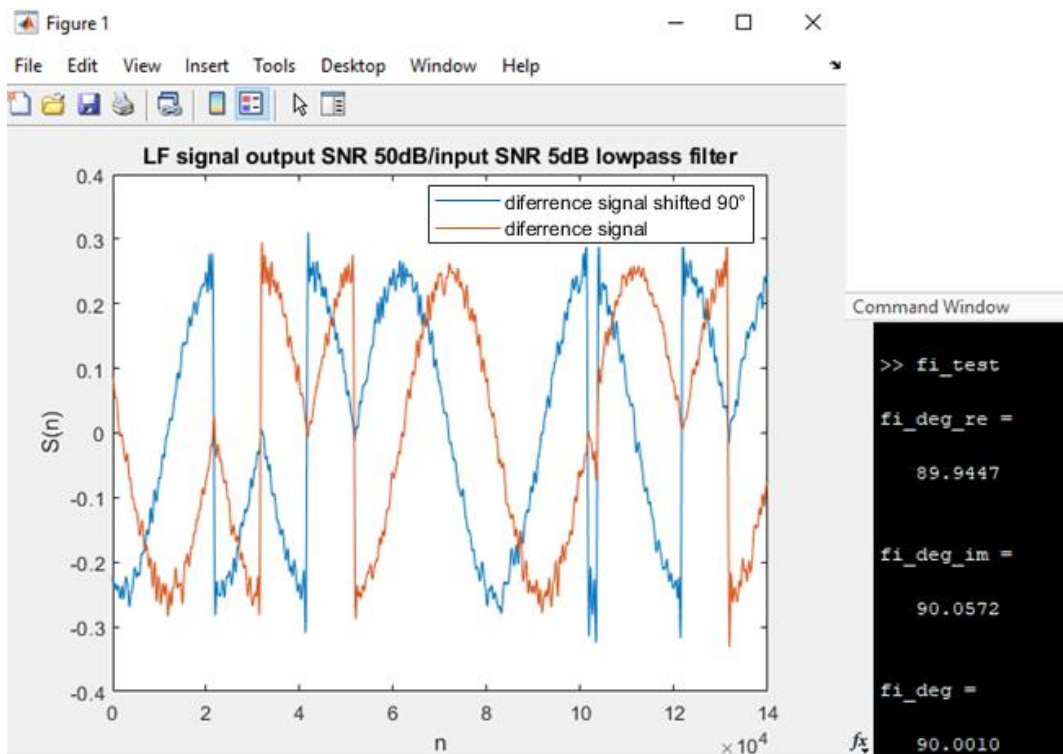 Figure 1
File Edit View Insert Tools Desktop Window Help
LF signal output SNR 50dB/input SNR 5dB lowpass filter
diferrence signal shifted 90°
diferrence signal
0.4
0.3
0.2
0.1
0
-0.1
-0.2
-0.3
-0.4
S(n)
0 2 4 6 8 10 12 14
n
×10⁴
Command Window
>> fi_test
fi_deg_re =
89.9447
fi_deg_im =
90.0572
fi_deg =
fx 90.0010